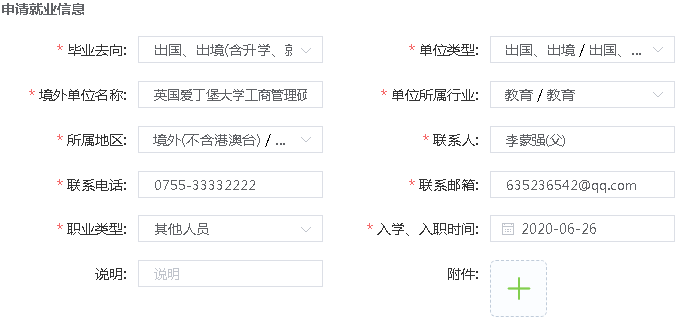 申请就业信息
* 毕业去向: 出国、出境(含升学、就 * 单位类型: 出国、出境 / 出国、...
* 境外单位名称: 英国爱丁堡大学工商管理硕 * 单位所属行业: 教育 / 教育
* 所属地区: 境外(不含港澳台) / ... * 联系人: 李蒙强(父)
* 联系电话: 0755-33332222 * 联系邮箱: 635236542@qq.com
* 职业类型: 其他人员 * 入学、入职时间: 2020-06-26
说明: 说明 附件: